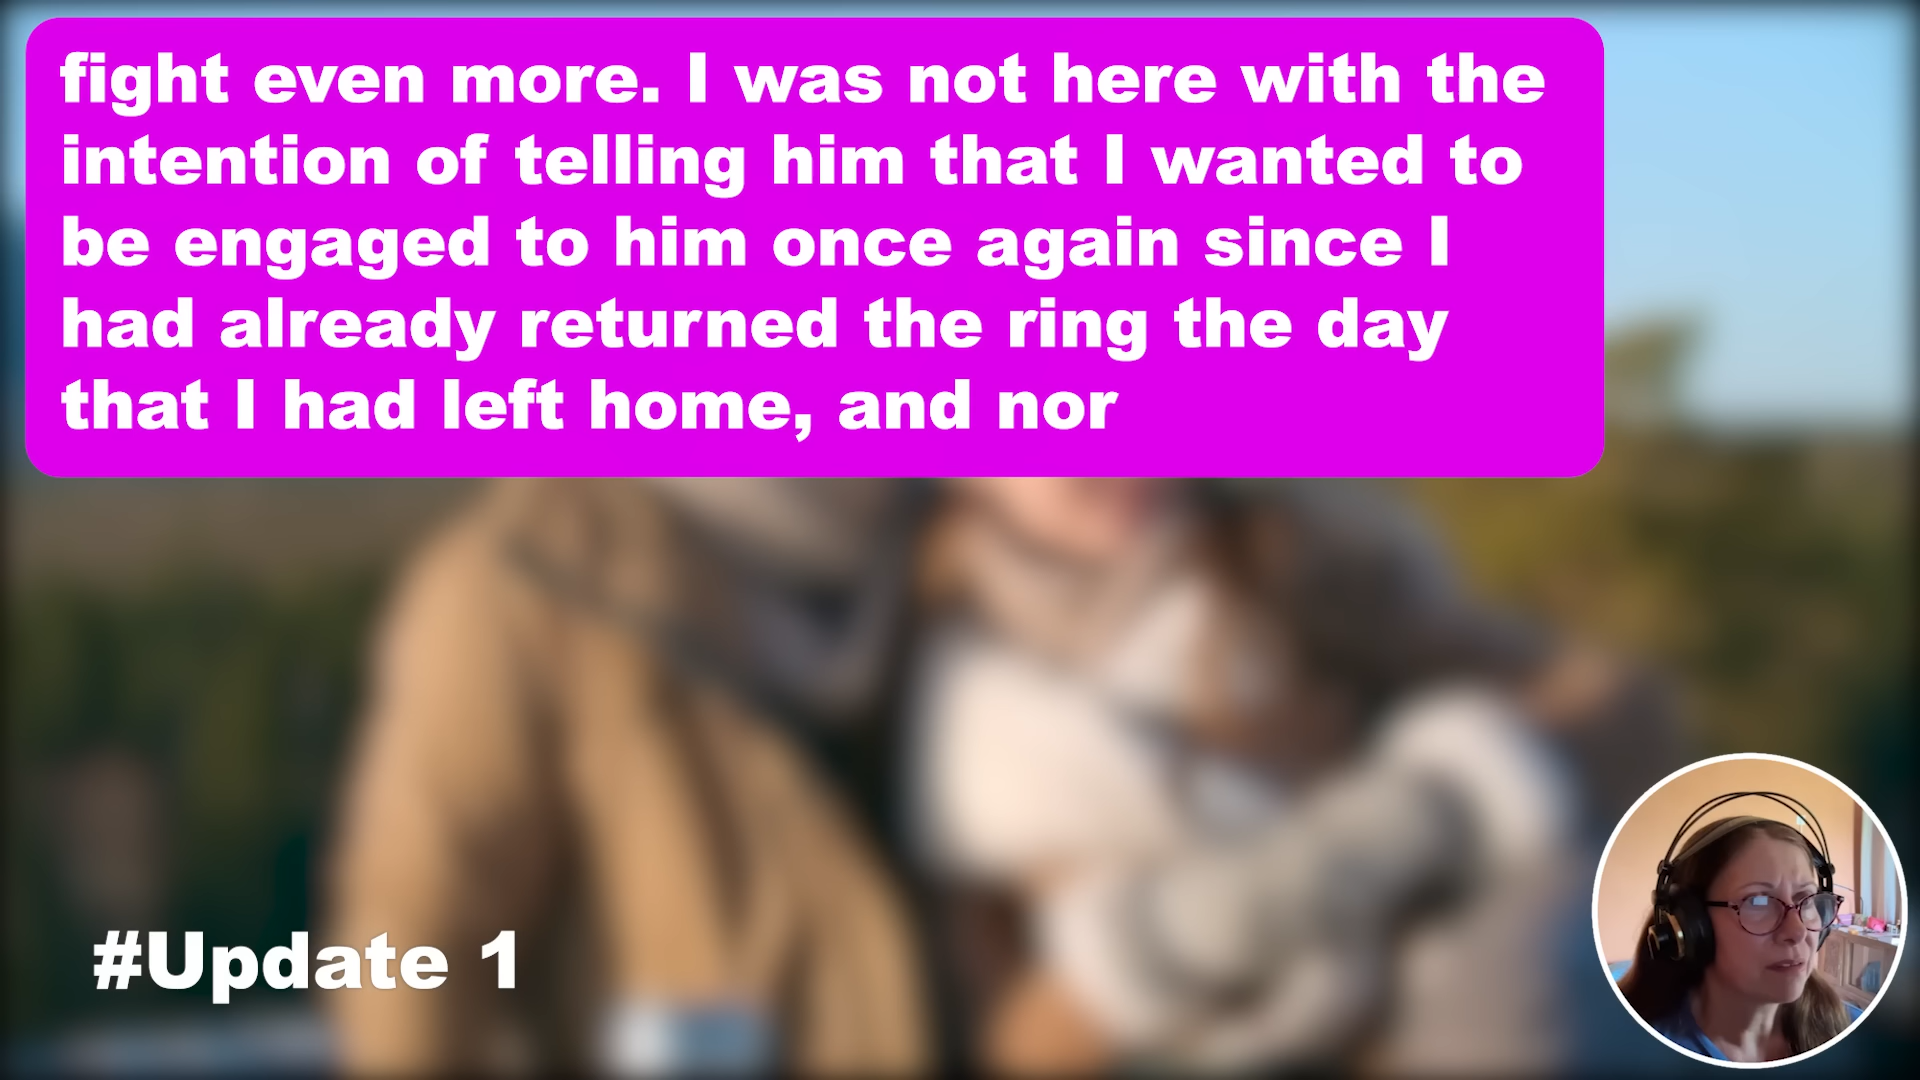 fight even more. I was not here with the
intention of telling him that I wanted to
be engaged to him once again since I
had already returned the ring the day
that I had left home, and nor
#Update 1